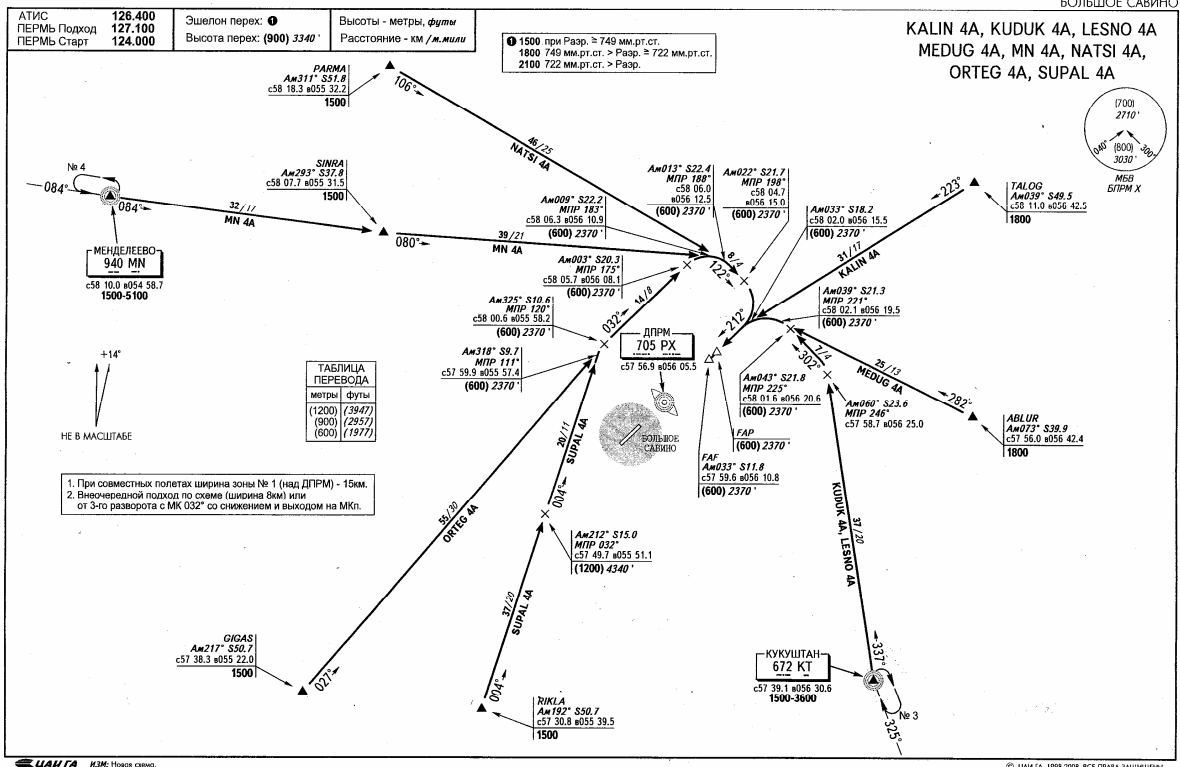 БОЛЬШОЕ САВИНО
АТИС 126.400
ПЕРМЬ Подход 127.100
ПЕРМЬ Старт 124.000
Эшелон перех: ❶
Высота перех: (900) 3340 '
Высоты - метры, футы
Расстояние - км /м.мили
❶ 1500 при Разр. ≥ 749 мм.рт.ст.
1800 749 мм.рт.ст. > Разр. ≥ 722 мм.рт.ст.
2100 722 мм.рт.ст. > Разр.
KALIN 4A, KUDUK 4A, LESNO 4A
MEDUG 4A, MN 4A, NATSI 4A,
ORTEG 4A, SUPAL 4A
(700)
2710 '
040°
300°
(800)
3030 '
МБВ
БПРМ X
PARMA
Ам311° S51.8
с58 18.3 в055 32.2
1500
106°
46/25
NATSI 4A
№ 4
084°
084°
32/17
MN 4A
МЕНДЕЛЕЕВО
940 MN
с58 10.0 в054 58.7
1500-5100
SINRA
Ам293° S37.8
с58 07.7 в055 31.5
1500
080°
39/21
MN 4A
Ам013° S22.4
МПР 188°
с58 06.0
в056 12.5
(600) 2370 '
Ам022° S21.7
МПР 198°
с58 04.7
в056 15.0
(600) 2370 '
Ам009° S22.2
МПР 183°
с58 06.3 в056 10.9
(600) 2370 '
Ам033° S18.2
с58 02.0 в056 15.5
(600) 2370 '
223°
TALOG
Ам039° S49.5
с58 11.0 в056 42.5
1800
31/17
KALIN 4A
Ам003° S20.3
МПР 175°
с58 05.7 в056 08.1
(600) 2370 '
8/4
122°
Ам325° S10.6
МПР 120°
с58 00.6 в055 58.2
(600) 2370 '
032°
14/8
212°
Ам039° S21.3
МПР 221°
с58 02.1 в056 19.5
(600) 2370 '
ДПРМ
705 PX
с57 56.9 в056 05.5
Ам318° S9.7
МПР 111°
с57 59.9 в055 57.4
(600) 2370 '
7/4
302°
25/13
MEDUG 4A
282°
Ам043° S21.8
МПР 225°
с58 01.6 в056 20.6
(600) 2370 '
Ам060° S23.6
МПР 246°
с57 58.7 в056 25.0
ABLUR
Ам073° S39.9
с57 56.0 в056 42.4
1800
+14°
НЕ В МАСШТАБЕ
ТАБЛИЦА
ПЕРЕВОДА
метры футы
(1200) (3947)
(900) (2957)
(600) (1977)
БОЛЬШОЕ
САВИНО
FAP
(600) 2370 '
FAF
Ам033° S11.8
с57 59.6 в056 10.8
(600) 2370 '
20/11
SUPAL 4A
004°
1. При совместных полетах ширина зоны № 1 (над ДПРМ) - 15км.
2. Внеочередной подход по схеме (ширина 8км) или
от 3-го разворота с МК 032° со снижением и выходом на МКп.
55/30
ORTEG 4A
Ам212° S15.0
МПР 032°
с57 49.7 в055 51.1
(1200) 4340 '
37/20
KUDUK 4A, LESNO 4A
37/20
SUPAL 4A
GIGAS
Ам217° S50.7
с57 38.3 в055 22.0
1500
027°
004°
RIKLA
Ам192° S50.7
с57 30.8 в055 39.5
1500
КУКУШТАН
672 KT
с57 39.1 в056 30.6
1500-3600
337°
№ 3
325°
ЦАИ ГА ИЗМ: Новая схема.
© ЦАИ ГА, 1998-2008. ВСЕ ПРАВА ЗАЩИЩЕНЫ